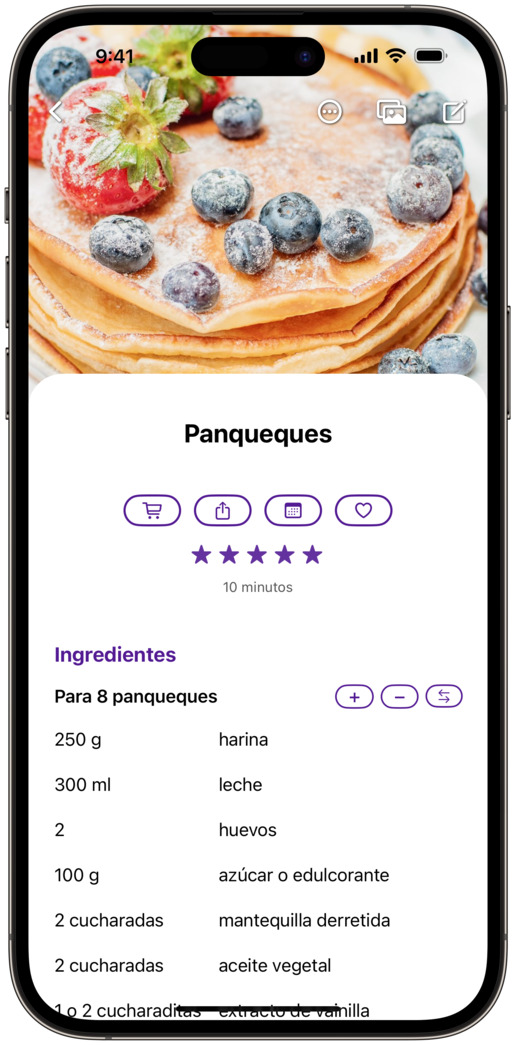 9:41
Panqueques
10 minutos
Ingredientes
Para 8 panqueques
250 g harina
300 ml leche
2 huevos
100 g azúcar o edulcorante
2 cucharadas mantequilla derretida
2 cucharadas aceite vegetal
1 o 2 cucharaditas extracto de vainilla